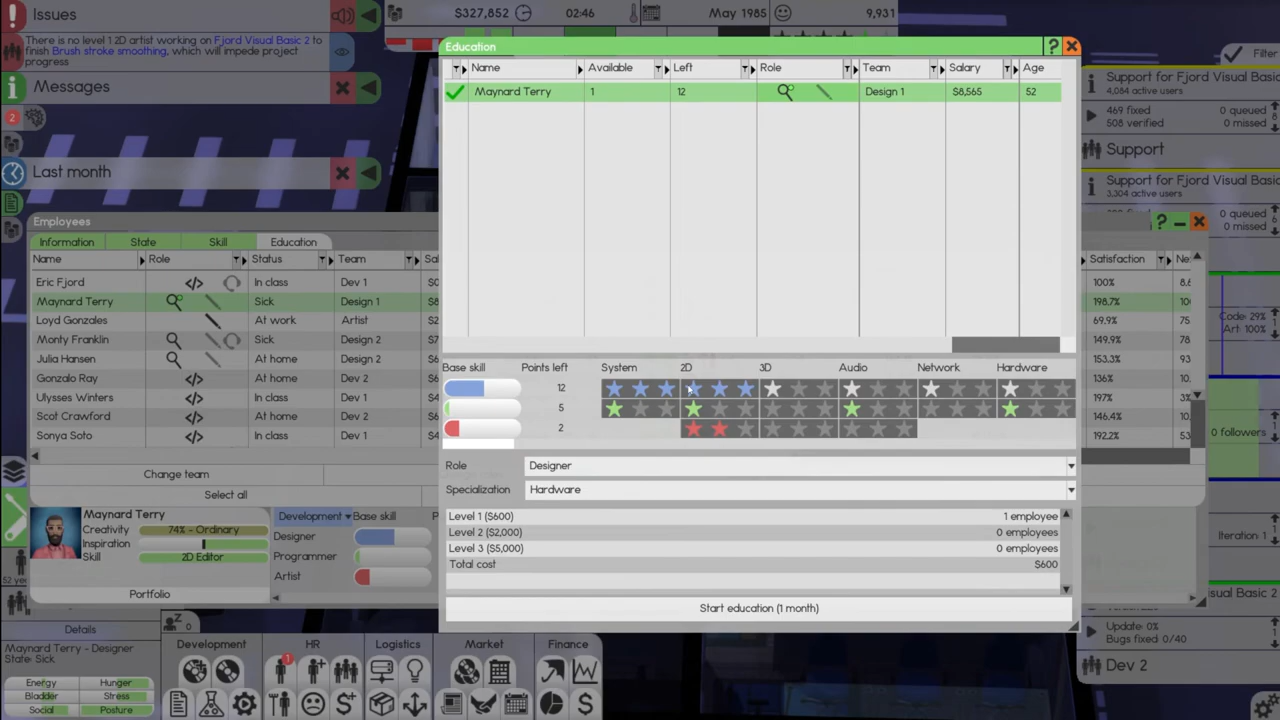 Issues
There is no level 1 2D artist working on Fjord Visual Basic 2 to
finish Brush stroke smoothing, which will impede project
progress
Messages
2
Last month
$327,852
02:46
May 1985
9,931
Filter
Support for Fjord Visual Basic
4,084 active users
469 fixed
508 verified
0 queued
0 missed
Support
Support for Fjord Visual Basic
3,304 active users
0 queued
0 missed
Employees
Information
State
Skill
Education
Name
Role
Status
Team
Eric Fjord
In class
Dev 1
Maynard Terry
Sick
Design 1
Loyd Gonzales
At work
Artist
Monty Franklin
Sick
Design 2
Julia Hansen
At home
Design 2
Gonzalo Ray
At home
Dev 2
Ulysses Winters
In class
Dev 2
Scot Crawford
At home
Dev 2
Sonya Soto
In class
Dev 1
Change team
Select all
Maynard Terry
Creativity
74% - Ordinary
Inspiration
Skill
2D Editor
Portfolio
Development
Base skill
Designer
Programmer
Artist
Education
?
Name
Available
Left
Role
Team
Salary
Age
Maynard Terry
1
12
Design 1
$8,565
52
Base skill
Points left
System
2D
3D
Audio
Network
Hardware
12
5
2
Role
Designer
Specialization
Hardware
Level 1 ($600)
1 employee
Level 2 ($2,000)
0 employees
Level 3 ($5,000)
0 employees
Total cost
$600
Start education (1 month)
?
Satisfaction
100%
198.7%
69.9%
149.9%
153.3%
136%
197%
146.4%
192.2%
Code: 29%
Art: 100%
0 followers
Iteration 1
Update: 0%
Bugs fixed: 0/40
Dev 2
Details
Maynard Terry - Designer
State: Sick
Energy
Hunger
Bladder
Stress
Social
Posture
0
Development
HR
Logistics
Market
Finance
1